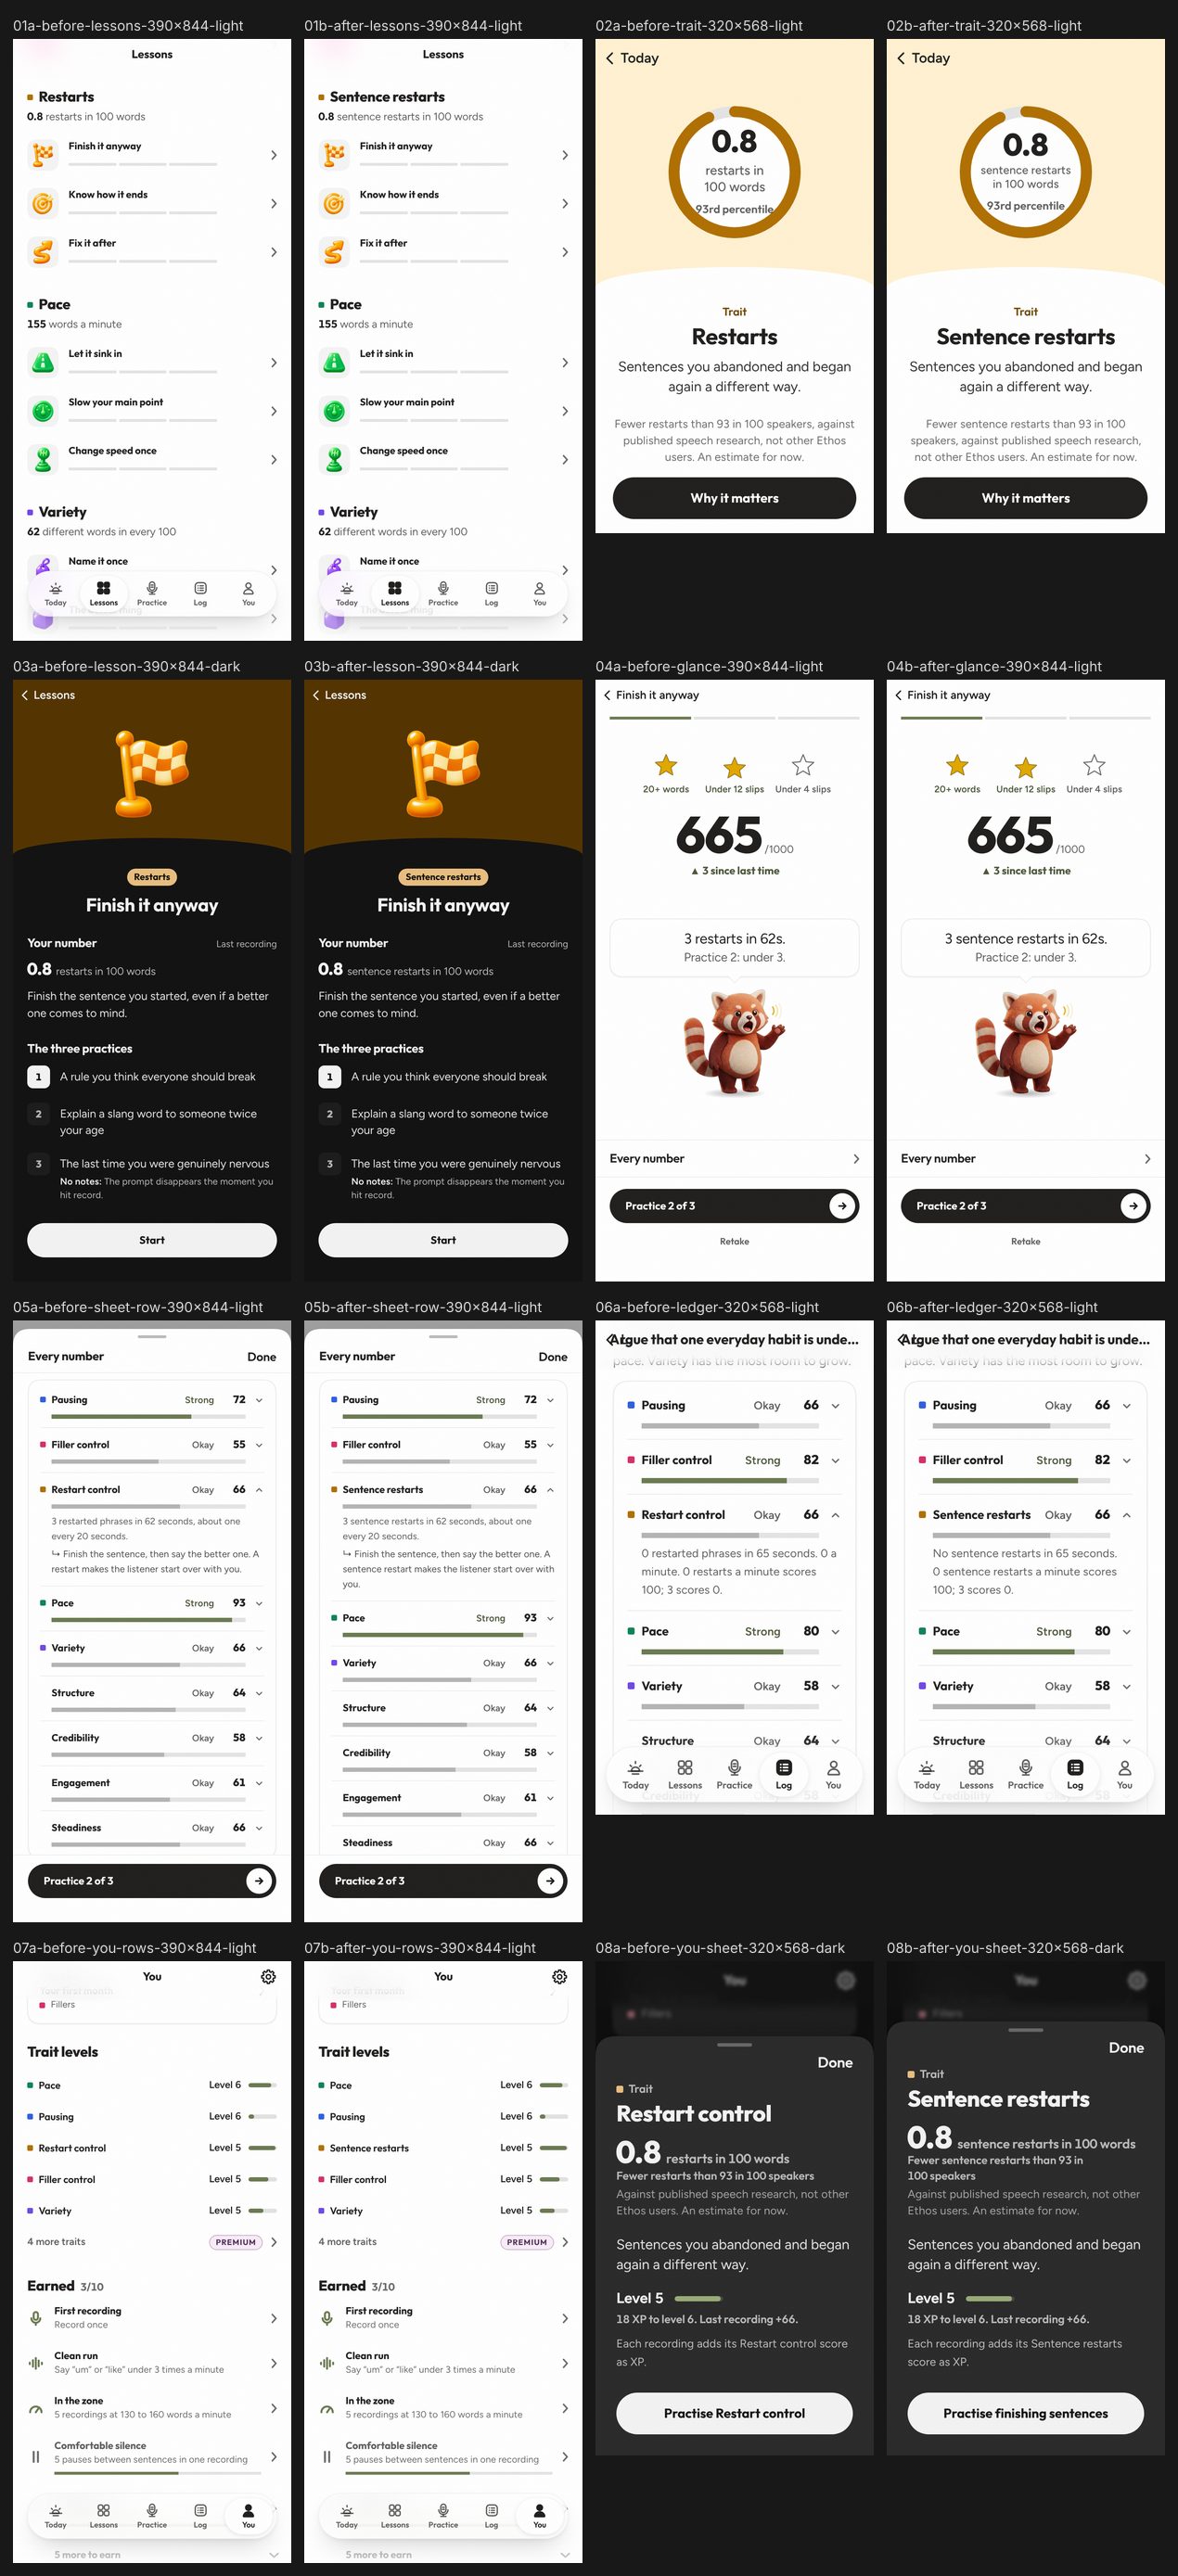 01a-before-lessons-390×844-light
Lessons
Restarts
0.8 restarts in 100 words
Finish it anyway
Know how it ends
Fix it after
Pace
155 words a minute
Let it sink in
Slow your main point
Change speed once
Variety
62 different words in every 100
Name it once
Today
Lessons
Practice
Log
You
01b-after-lessons-390×844-light
Lessons
Sentence restarts
0.8 sentence restarts in 100 words
Finish it anyway
Know how it ends
Fix it after
Pace
155 words a minute
Let it sink in
Slow your main point
Change speed once
Variety
62 different words in every 100
Name it once
Today
Lessons
Practice
Log
You
02a-before-trait-320×568-light
Today
0.8
restarts in
100 words
93rd percentile
Trait
Restarts
Sentences you abandoned and began
again a different way.
Fewer restarts than 93 in 100 speakers, against
published speech research, not other Ethos
users. An estimate for now.
Why it matters
02b-after-trait-320×568-light
Today
0.8
sentence restarts
in 100 words
93rd percentile
Trait
Sentence restarts
Sentences you abandoned and began
again a different way.
Fewer sentence restarts than 93 in 100
speakers, against published speech research,
not other Ethos users. An estimate for now.
Why it matters
03a-before-lesson-390×844-dark
Lessons
Restarts
Finish it anyway
Your number
Last recording
0.8 restarts in 100 words
Finish the sentence you started, even if a better
one comes to mind.
The three practices
1 A rule you think everyone should break
2 Explain a slang word to someone twice
your age
3 The last time you were genuinely nervous
No notes: The prompt disappears the moment you
hit record.
Start
03b-after-lesson-390×844-dark
Lessons
Sentence restarts
Finish it anyway
Your number
Last recording
0.8 sentence restarts in 100 words
Finish the sentence you started, even if a better
one comes to mind.
The three practices
1 A rule you think everyone should break
2 Explain a slang word to someone twice
your age
3 The last time you were genuinely nervous
No notes: The prompt disappears the moment you
hit record.
Start
04a-before-glance-390×844-light
Finish it anyway
20+ words
Under 12 slips
Under 4 slips
665 /1000
▲ 3 since last time
3 restarts in 62s.
Practice 2: under 3.
Every number
Practice 2 of 3
Retake
04b-after-glance-390×844-light
Finish it anyway
20+ words
Under 12 slips
Under 4 slips
665 /1000
▲ 3 since last time
3 sentence restarts in 62s.
Practice 2: under 3.
Every number
Practice 2 of 3
Retake
05a-before-sheet-row-390×844-light
Every number
Done
Pausing Strong 72
Filler control Okay 55
Restart control Okay 66
3 restarted phrases in 62 seconds, about one
every 20 seconds.
↳ Finish the sentence, then say the better one. A
restart makes the listener start over with you.
Pace Strong 93
Variety Okay 66
Structure Okay 64
Credibility Okay 58
Engagement Okay 61
Steadiness Okay 66
Practice 2 of 3
05b-after-sheet-row-390×844-light
Every number
Done
Pausing Strong 72
Filler control Okay 55
Sentence restarts Okay 66
3 sentence restarts in 62 seconds, about one
every 20 seconds.
↳ Finish the sentence, then say the better one. A
sentence restart makes the listener start over with
you.
Pace Strong 93
Variety Okay 66
Structure Okay 64
Credibility Okay 58
Engagement Okay 61
Steadiness Okay 66
Practice 2 of 3
06a-before-ledger-320×568-light
Argue that one everyday habit is unde...
pace. Variety has the most room to grow.
Pausing Okay 66
Filler control Strong 82
Restart control Okay 66
0 restarted phrases in 65 seconds. 0 a
minute. 0 restarts a minute scores
100; 3 scores 0.
Pace Strong 80
Variety Okay 58
Structure Okay 64
Credibility Okay 58
Today
Lessons
Practice
Log
You
06b-after-ledger-320×568-light
Argue that one everyday habit is unde...
pace. Variety has the most room to grow.
Pausing Okay 66
Filler control Strong 82
Sentence restarts Okay 66
No sentence restarts in 65 seconds.
0 sentence restarts a minute scores
100; 3 scores 0.
Pace Strong 80
Variety Okay 58
Structure Okay 64
Credibility Okay 58
Today
Lessons
Practice
Log
You
07a-before-you-rows-390×844-light
You
Your first month
Fillers
Trait levels
Pace Level 6
Pausing Level 6
Restart control Level 5
Filler control Level 5
Variety Level 5
4 more traits PREMIUM
Earned 3/10
First recording
Record once
Clean run
Say "um" or "like" under 3 times a minute
In the zone
5 recordings at 130 to 160 words a minute
Comfortable silence
5 pauses between sentences in one recording
Today
Lessons
Practice
Log
You
5 more to earn
07b-after-you-rows-390×844-light
You
Your first month
Fillers
Trait levels
Pace Level 6
Pausing Level 6
Sentence restarts Level 5
Filler control Level 5
Variety Level 5
4 more traits PREMIUM
Earned 3/10
First recording
Record once
Clean run
Say "um" or "like" under 3 times a minute
In the zone
5 recordings at 130 to 160 words a minute
Comfortable silence
5 pauses between sentences in one recording
Today
Lessons
Practice
Log
You
5 more to earn
08a-before-you-sheet-320×568-dark
You
Fillers
Done
Trait
Restart control
0.8 restarts in 100 words
Fewer restarts than 93 in 100 speakers
Against published speech research, not other
Ethos users. An estimate for now.
Sentences you abandoned and began
again a different way.
Level 5
18 XP to level 6. Last recording +66.
Each recording adds its Restart control score
as XP.
Practise Restart control
08b-after-you-sheet-320×568-dark
You
Fillers
Done
Trait
Sentence restarts
0.8 sentence restarts in 100 words
Fewer sentence restarts than 93 in
100 speakers
Against published speech research, not other
Ethos users. An estimate for now.
Sentences you abandoned and began
again a different way.
Level 5
18 XP to level 6. Last recording +66.
Each recording adds its Sentence restarts
score as XP.
Practise finishing sentences